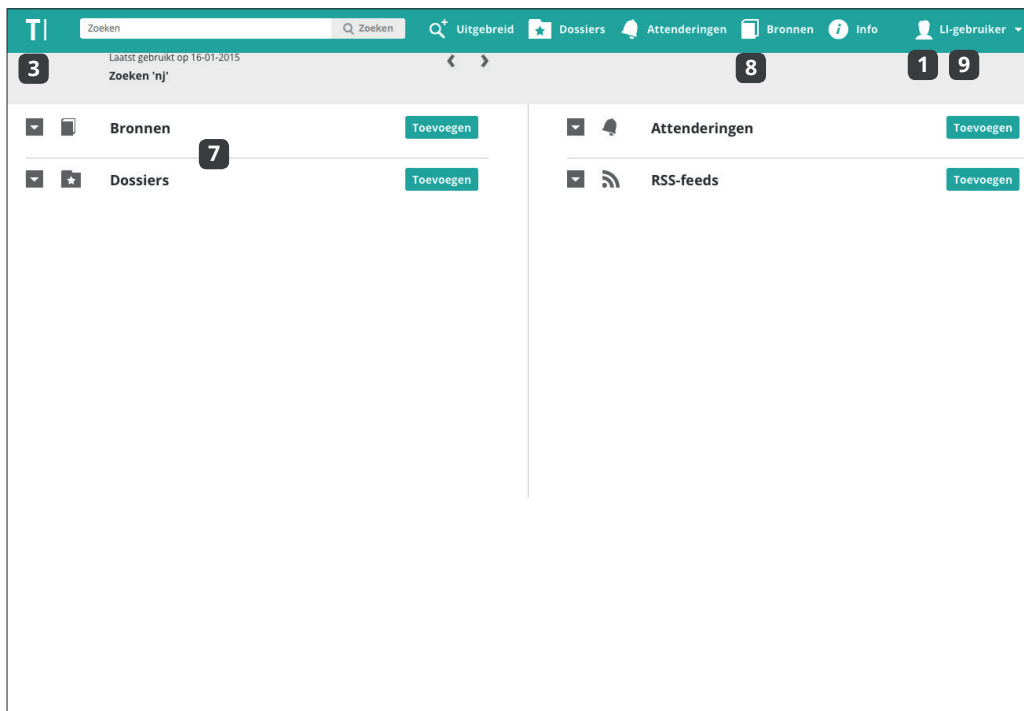 T| Zoeken Zoeken Uitgebreid Dossiers Attenderingen Bronnen Info LI-gebruiker
3 Laatst gebruikt op 16-01-2015 8 1 9
Zoeken 'nj'
Bronnen Toevoegen Attenderingen Toevoegen
7
Dossiers Toevoegen RSS-feeds Toevoegen